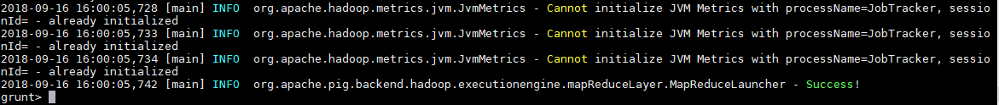 2018-09-16 16:00:05,728 [main] INFO  org.apache.hadoop.metrics.jvm.JvmMetrics - Cannot initialize JVM Metrics with processName=JobTracker, sessio
nId= - already initialized
2018-09-16 16:00:05,733 [main] INFO  org.apache.hadoop.metrics.jvm.JvmMetrics - Cannot initialize JVM Metrics with processName=JobTracker, sessio
nId= - already initialized
2018-09-16 16:00:05,734 [main] INFO  org.apache.hadoop.metrics.jvm.JvmMetrics - Cannot initialize JVM Metrics with processName=JobTracker, sessio
nId= - already initialized
2018-09-16 16:00:05,742 [main] INFO  org.apache.pig.backend.hadoop.executionengine.mapReduceLayer.MapReduceLauncher - Success!
grunt>